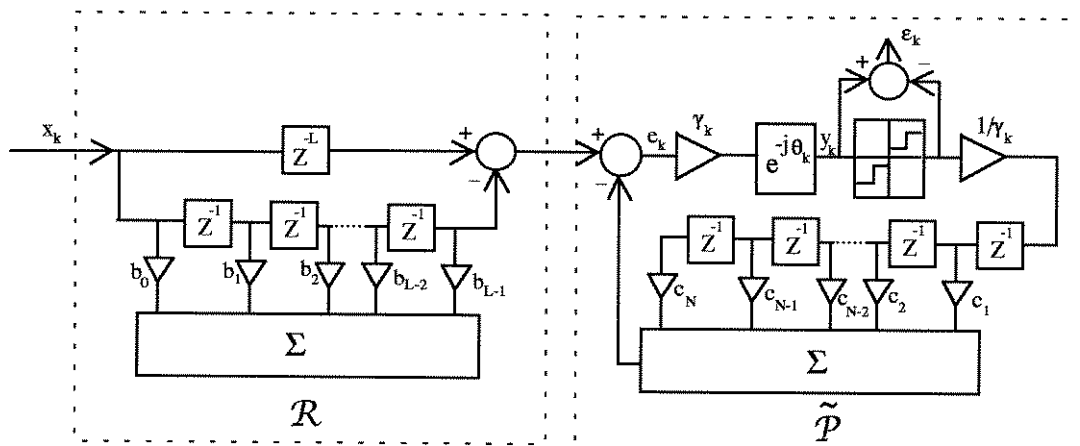 ε_k
+ −
x_k
z^-L
+
−
+
−
e_k
γ_k
e^-jθ_k
y_k
1/γ_k
z^-1 z^-1 z^-1
b_0 b_1 b_2 b_L-2 b_L-1
Σ
R
z^-1 z^-1 z^-1 z^-1
c_N c_N-1 c_N-2 c_2 c_1
Σ
P̃